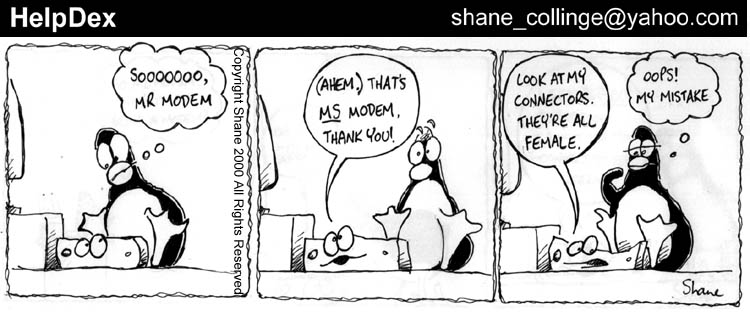 HelpDex
shane_collinge@yahoo.com
SOOOOOOO,
MR MODEM
Copyright Shane 2000 All Rights Reserved
(AHEM,) THAT'S
MS MODEM,
THANK YOU!
LOOK AT MY
CONNECTORS.
THEY'RE ALL
FEMALE.
OOPS!
MY MISTAKE
Shane